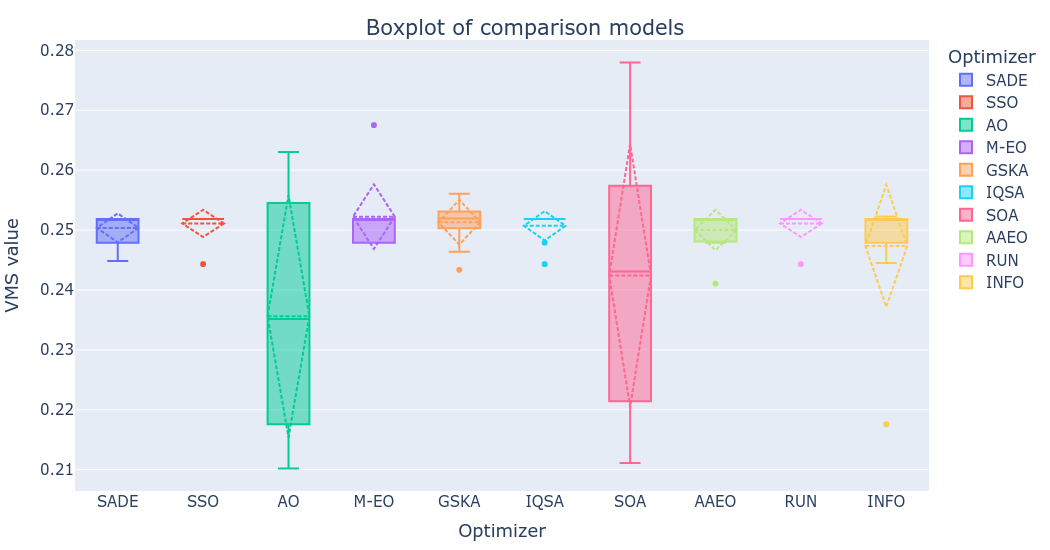 Boxplot of comparison models
VMS value
0.28
0.27
0.26
0.25
0.24
0.23
0.22
0.21
SADE
SSO
AO
M-EO
GSKA
IQSA
SOA
AAEO
RUN
INFO
Optimizer
Optimizer
SADE
SSO
AO
M-EO
GSKA
IQSA
SOA
AAEO
RUN
INFO